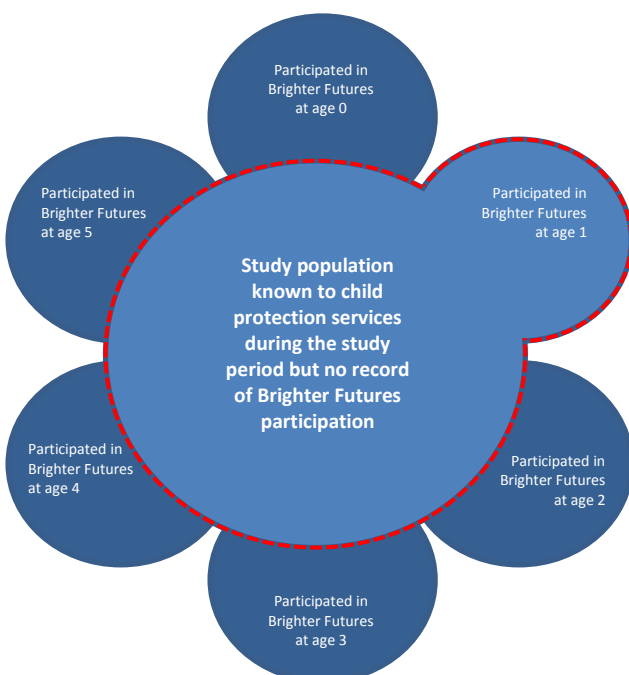 Participated in
Brighter Futures
at age 0
Participated in
Brighter Futures
at age 1
Participated in
Brighter Futures
at age 5
Study population
known to child
protection services
during the study
period but no record
of Brighter Futures
participation
Participated in
Brighter Futures
at age 4
Participated in
Brighter Futures
at age 2
Participated in
Brighter Futures
at age 3